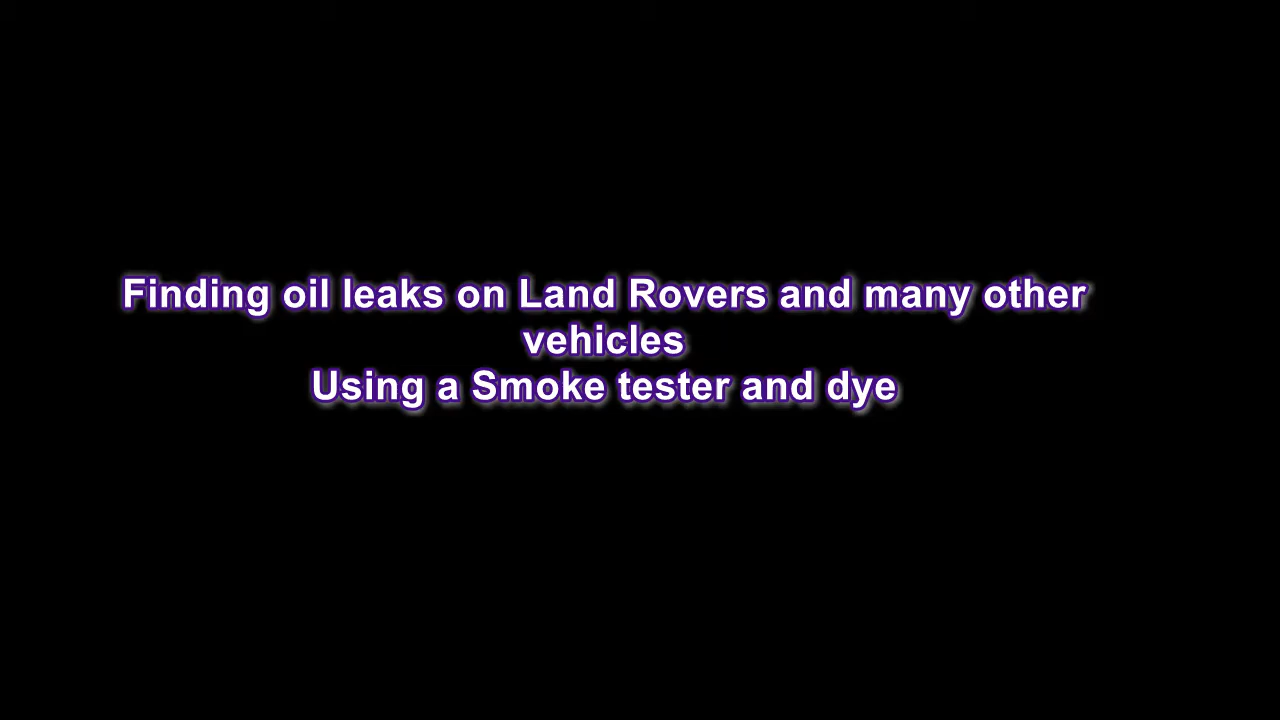 Finding oil leaks on Land Rovers and many other
vehicles
Using a Smoke tester and dye